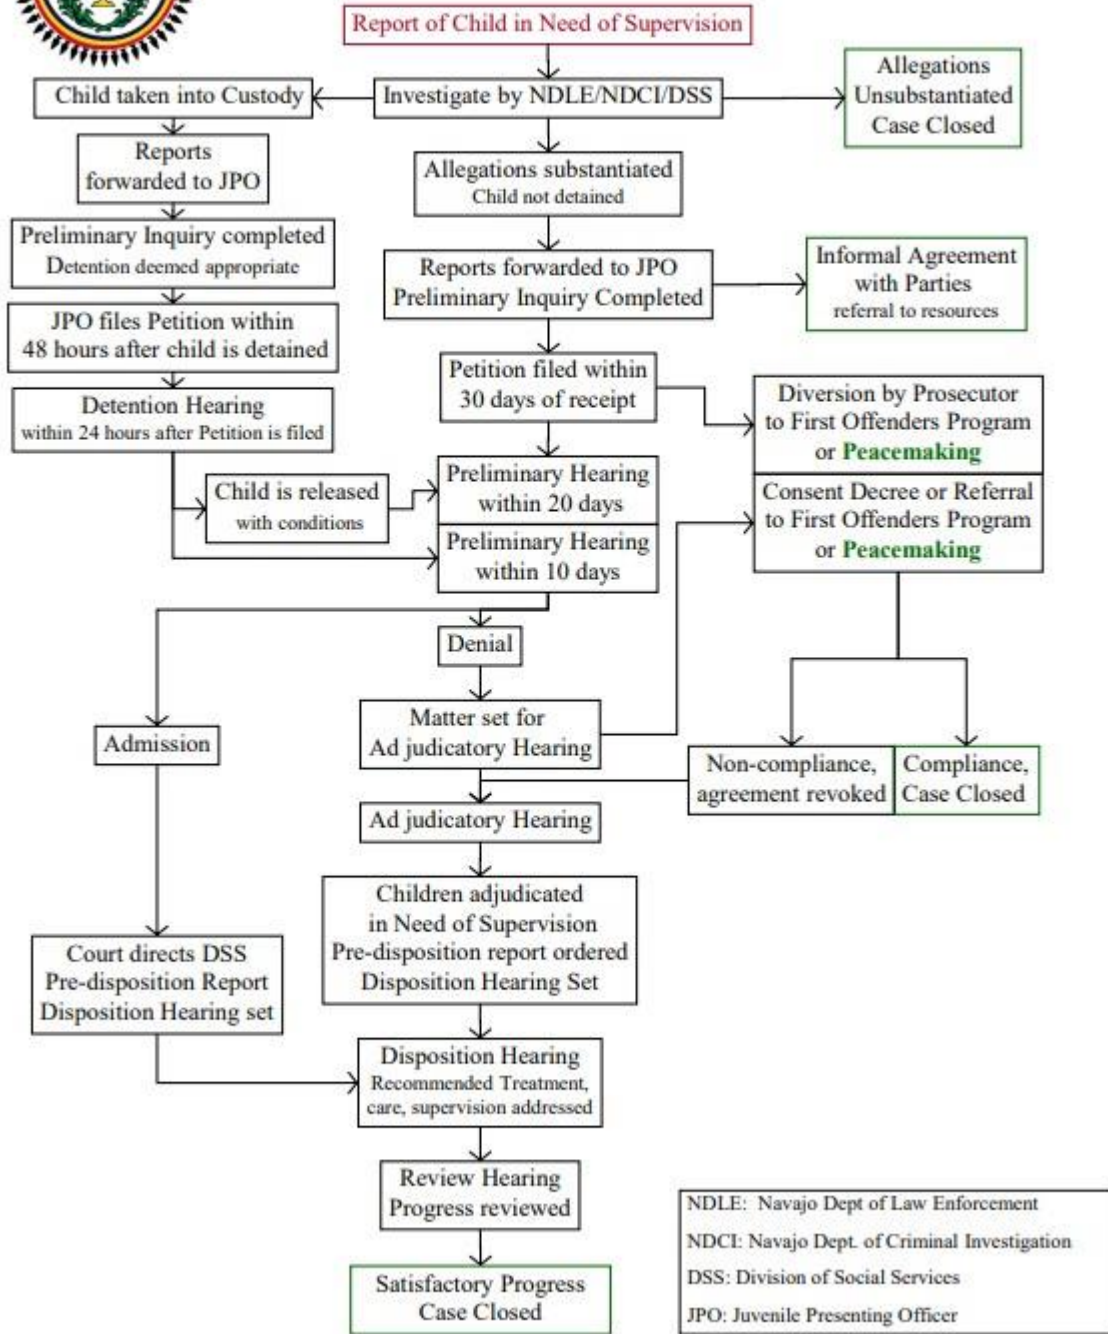 Report of Child in Need of Supervision
Child taken into Custody
Investigate by NDLE/NDCI/DSS
Allegations
Unsubstantiated
Case Closed
Reports
forwarded to JPO
Allegations substantiated
Child not detained
Preliminary Inquiry completed
Detention deemed appropriate
Reports forwarded to JPO
Preliminary Inquiry Completed
Informal Agreement
with Parties
referral to resources
JPO files Petition within
48 hours after child is detained
Petition filed within
30 days of receipt
Detention Hearing
within 24 hours after Petition is filed
Diversion by Prosecutor
to First Offenders Program
or Peacemaking
Child is released
with conditions
Preliminary Hearing
within 20 days
Preliminary Hearing
within 10 days
Consent Decree or Referral
to First Offenders Program
or Peacemaking
Denial
Admission
Matter set for
Ad judicatory Hearing
Non-compliance,
agreement revoked
Compliance,
Case Closed
Ad judicatory Hearing
Children adjudicated
in Need of Supervision
Pre-disposition report ordered
Disposition Hearing Set
Court directs DSS
Pre-disposition Report
Disposition Hearing set
Disposition Hearing
Recommended Treatment,
care, supervision addressed
Review Hearing
Progress reviewed
Satisfactory Progress
Case Closed
NDLE: Navajo Dept of Law Enforcement
NDCI: Navajo Dept. of Criminal Investigation
DSS: Division of Social Services
JPO: Juvenile Presenting Officer